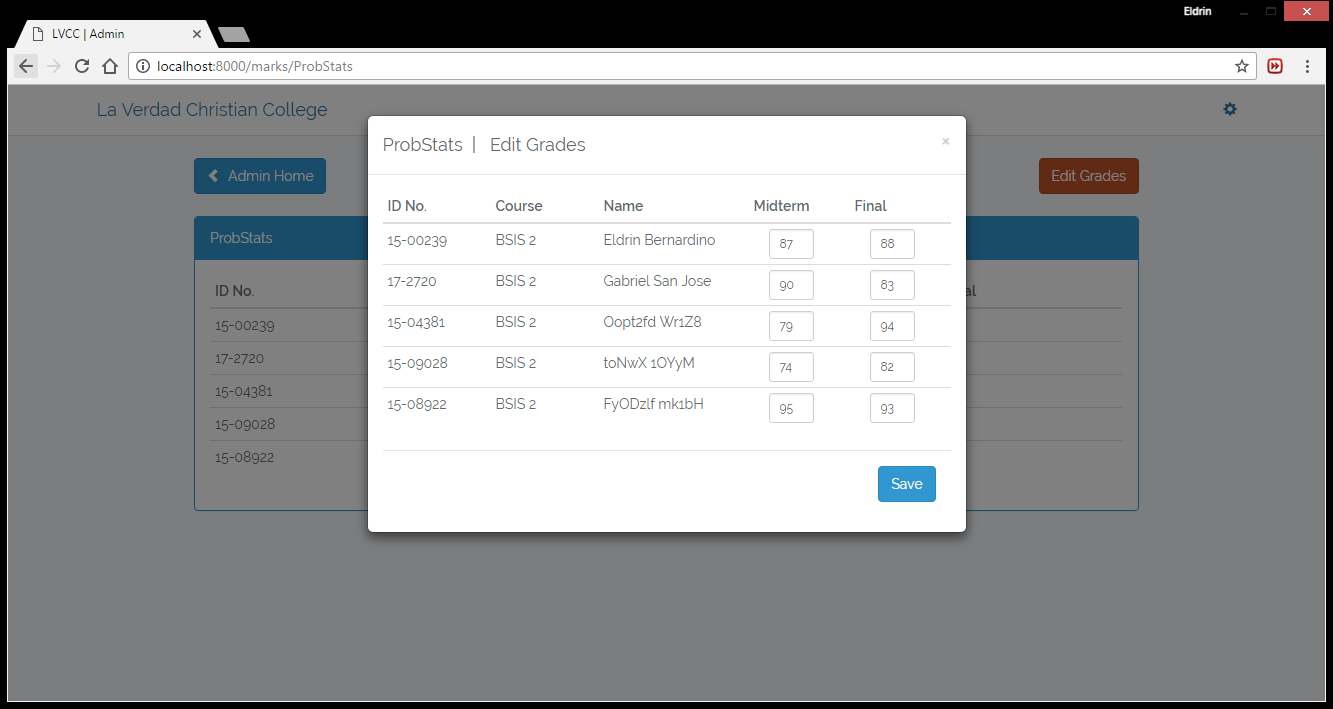 Eldrin
LVCC | Admin
localhost:8000/marks/ProbStats
La Verdad Christian College
ProbStats | Edit Grades ×
Admin Home Edit Grades
ProbStats
ID No. Course Name Midterm Final
15-00239 BSIS 2 Eldrin Bernardino 87 88
17-2720 BSIS 2 Gabriel San Jose 90 83
15-04381 BSIS 2 Oopt2fd Wr1Z8 79 94
15-09028 BSIS 2 toNwX 1OYyM 74 82
15-08922 BSIS 2 FyODzlf mk1bH 95 93
Save
ID No. al
15-00239
17-2720
15-04381
15-09028
15-08922